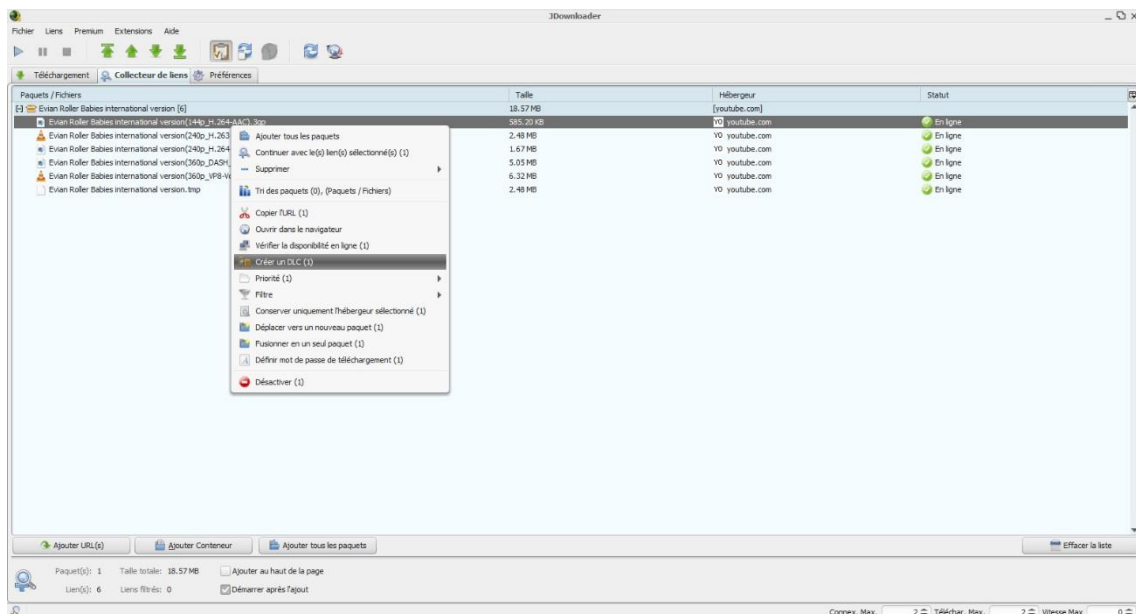 JDownloader
Fichier Liens Premium Extensions Aide
Téléchargement Collecteur de liens Préférences
Paquets / Fichiers Taille Hébergeur Statut
Evian Roller Babies international version [6] 18.57 MB [youtube.com]
Evian Roller Babies international version(144p_H.264-AAC).3gp 585.20 KB YO youtube.com En ligne
Evian Roller Babies international version(240p_H.263 2.48 MB YO youtube.com En ligne
Evian Roller Babies international version(240p_H.264 1.67 MB YO youtube.com En ligne
Evian Roller Babies international version(360p_DASH_ 5.05 MB YO youtube.com En ligne
Evian Roller Babies international version(360p_VP8-Vo 6.32 MB YO youtube.com En ligne
Evian Roller Babies international version.tmp 2.48 MB YO youtube.com En ligne
Ajouter tous les paquets
Continuer avec le(s) lien(s) sélectionné(s) (1)
Supprimer
Tri des paquets (0), (Paquets / Fichiers)
Copier l'URL (1)
Ouvrir dans le navigateur
Vérifier la disponibilité en ligne (1)
Créer un DLC (1)
Priorité (1)
Filtre
Conserver uniquement l'hébergeur sélectionné (1)
Déplacer vers un nouveau paquet (1)
Fusionner en un seul paquet (1)
Définir mot de passe de téléchargement (1)
Désactiver (1)
Ajouter URL(s) Ajouter Conteneur Ajouter tous les paquets Effacer la liste
Paquet(s): 1 Taille totale: 18.57 MB Ajouter au haut de la page
Lien(s): 6 Liens filtrés: 0 Démarrer après l'ajout
Connex. Max. 2 Téléchar. Max. 2 Vitesse Max 0